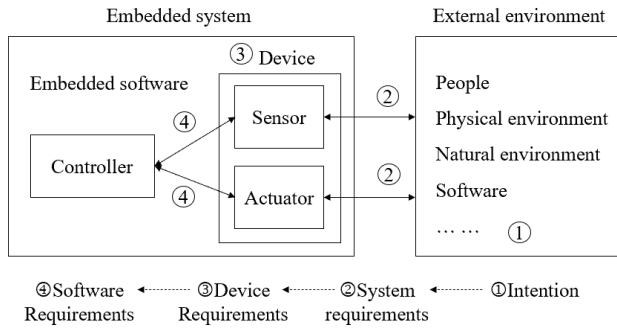 Embedded system
External environment
③ Device
Embedded software
Sensor
Controller
Actuator
④
④
②
②
People
Physical environment
Natural environment
Software
… … ①
④Software Requirements
③Device Requirements
②System requirements
①Intention